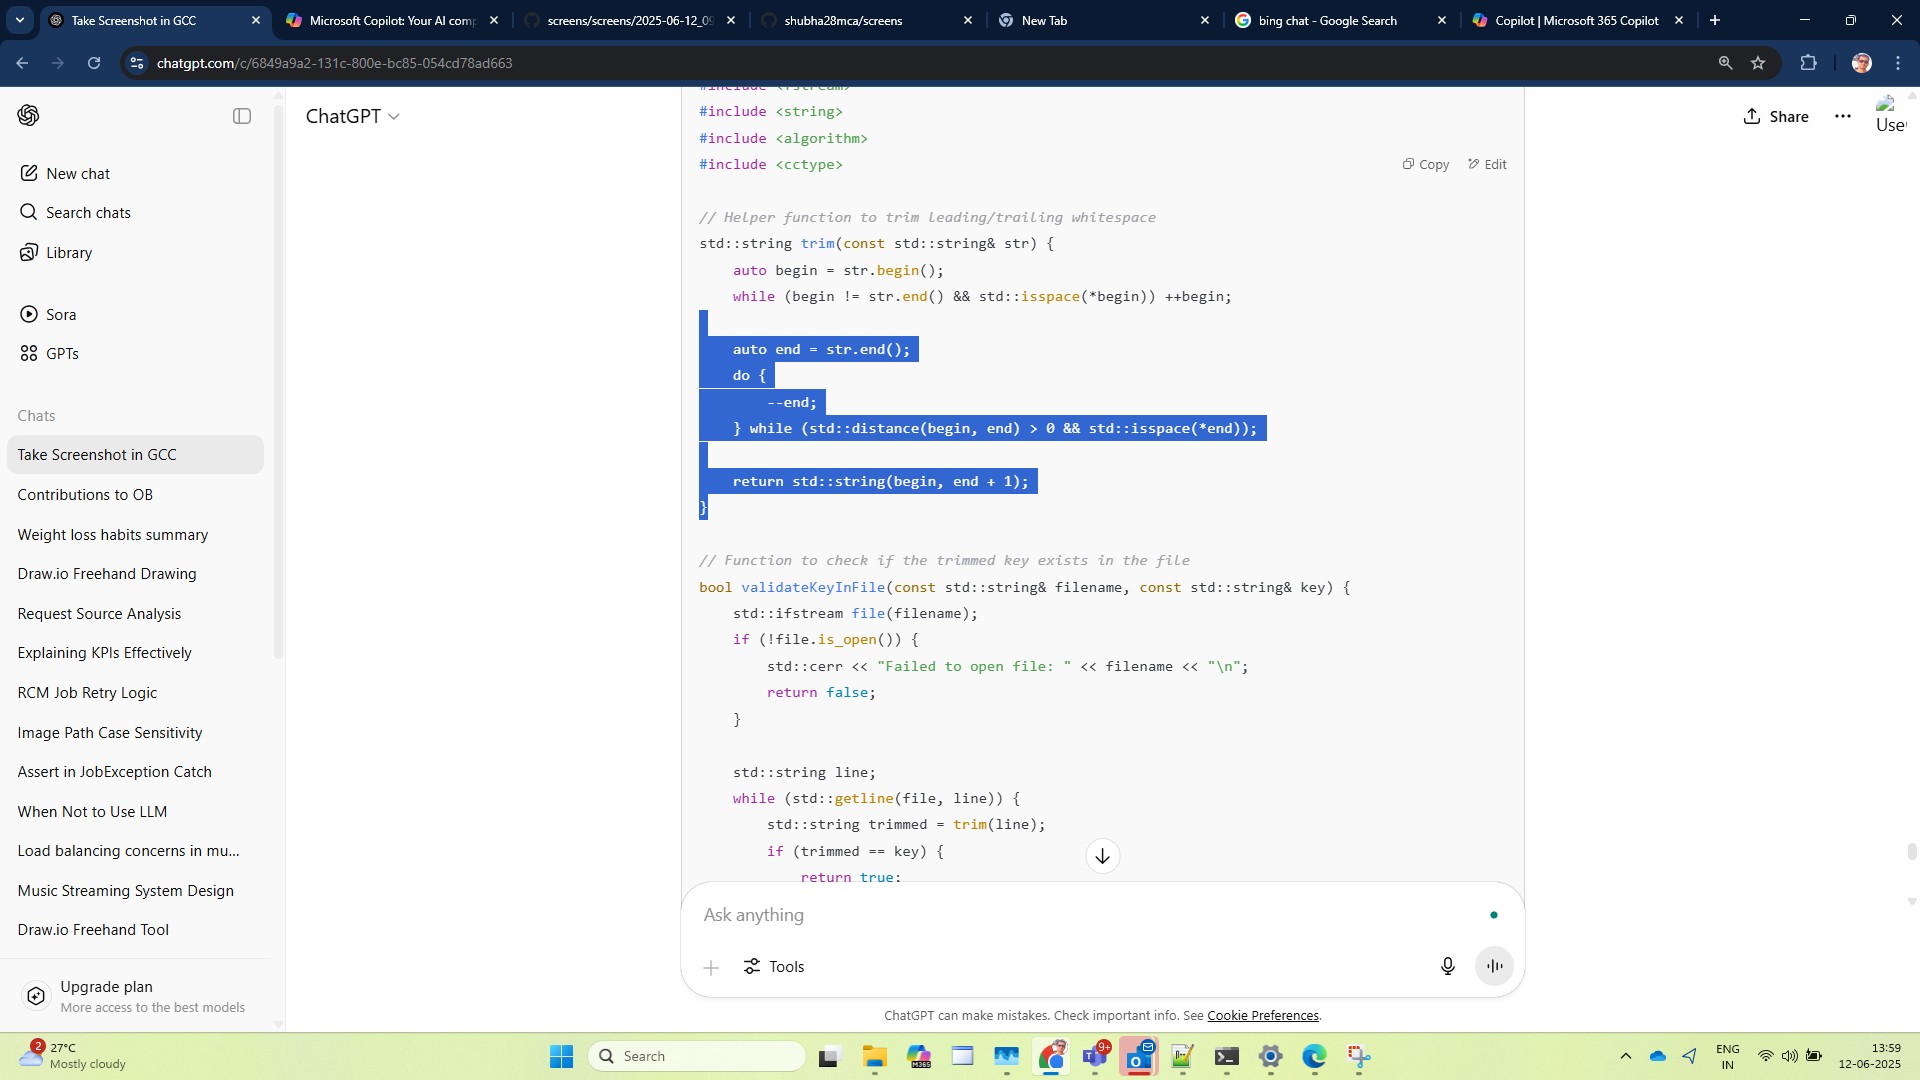 Take Screenshot in GCC
Microsoft Copilot: Your AI comp
screens/screens/2025-06-12_09
shubha28mca/screens
New Tab
bing chat - Google Search
Copilot | Microsoft 365 Copilot
chatgpt.com/c/6849a9a2-131c-800e-bc85-054cd78ad663
ChatGPT
Share
User
New chat
Search chats
Library
Sora
GPTs
Chats
Take Screenshot in GCC
Contributions to OB
Weight loss habits summary
Draw.io Freehand Drawing
Request Source Analysis
Explaining KPIs Effectively
RCM Job Retry Logic
Image Path Case Sensitivity
Assert in JobException Catch
When Not to Use LLM
Load balancing concerns in mu...
Music Streaming System Design
Draw.io Freehand Tool
Upgrade plan
More access to the best models
#include <fstream>
#include <string>
#include <algorithm>
#include <cctype>
Copy
Edit
// Helper function to trim leading/trailing whitespace
std::string trim(const std::string& str) {
auto begin = str.begin();
while (begin != str.end() && std::isspace(*begin)) ++begin;
auto end = str.end();
do {
--end;
} while (std::distance(begin, end) > 0 && std::isspace(*end));
return std::string(begin, end + 1);
}
// Function to check if the trimmed key exists in the file
bool validateKeyInFile(const std::string& filename, const std::string& key) {
std::ifstream file(filename);
if (!file.is_open()) {
std::cerr << "Failed to open file: " << filename << "\n";
return false;
}
std::string line;
while (std::getline(file, line)) {
std::string trimmed = trim(line);
if (trimmed == key) {
return true;
Ask anything
Tools
ChatGPT can make mistakes. Check important info. See Cookie Preferences.
2
27°C
Mostly cloudy
Search
M365
9+
ENG
IN
13:59
12-06-2025